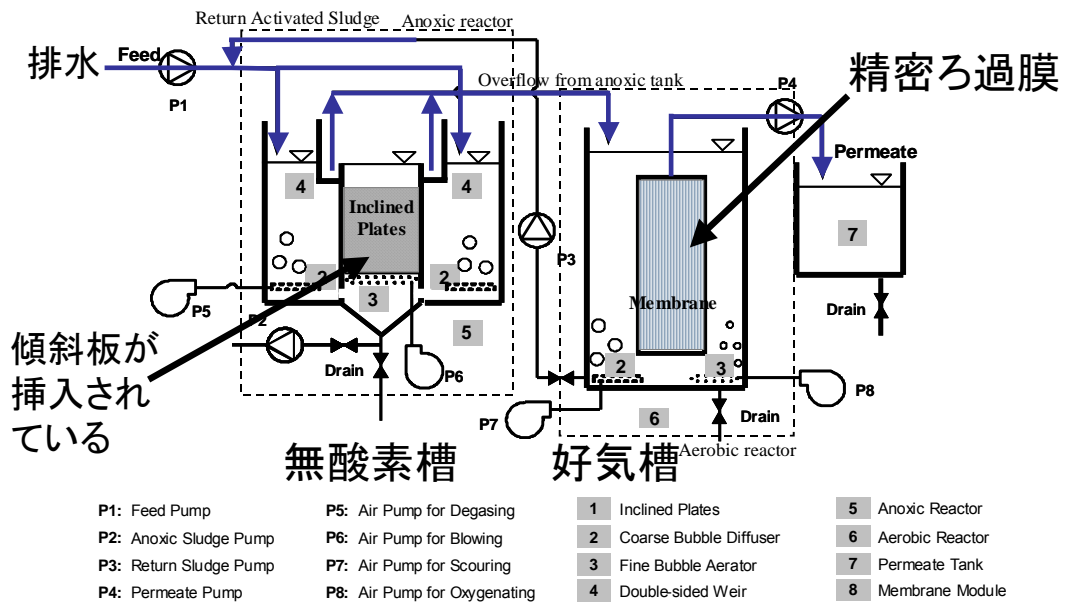 Return Activated Sludge
Anoxic reactor
排水
Feed
P1
Overflow from anoxic tank
P4
精密ろ過膜
Permeate
4
4
Inclined
Plates
7
P3
2
2
3
Membrane
P5
P2
5
Drain
傾斜板が
挿入され
ている
Drain
P6
2
3
P8
P7
6
Drain
Aerobic reactor
無酸素槽
好気槽
P1: Feed Pump
P2: Anoxic Sludge Pump
P3: Return Sludge Pump
P4: Permeate Pump
P5: Air Pump for Degasing
P6: Air Pump for Blowing
P7: Air Pump for Scouring
P8: Air Pump for Oxygenating
1 Inclined Plates
2 Coarse Bubble Diffuser
3 Fine Bubble Aerator
4 Double-sided Weir
5 Anoxic Reactor
6 Aerobic Reactor
7 Permeate Tank
8 Membrane Module